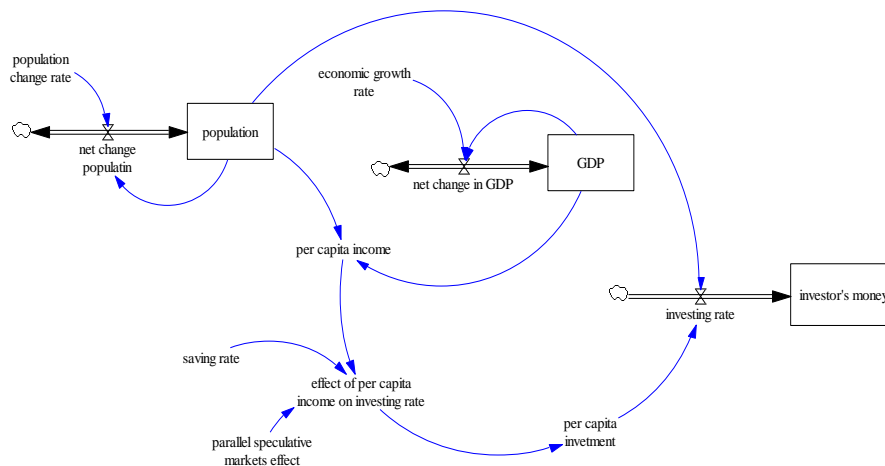 population
change rate
population
net change
populatin
economic growth
rate
net change in GDP
GDP
per capita income
investing rate
investor's money
saving rate
effect of per capita
income on investing rate
parallel speculative
markets effect
per capita
invetment